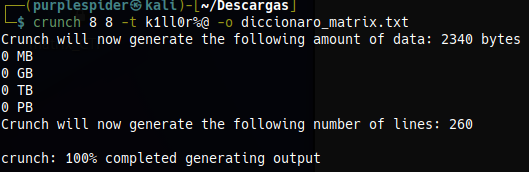 ┌──(purplespider㉿kali)-[~/Descargas]
└─$ crunch 8 8 -t k1ll0r%@ -o diccionaro_matrix.txt
Crunch will now generate the following amount of data: 2340 bytes
0 MB
0 GB
0 TB
0 PB
Crunch will now generate the following number of lines: 260
crunch: 100% completed generating output